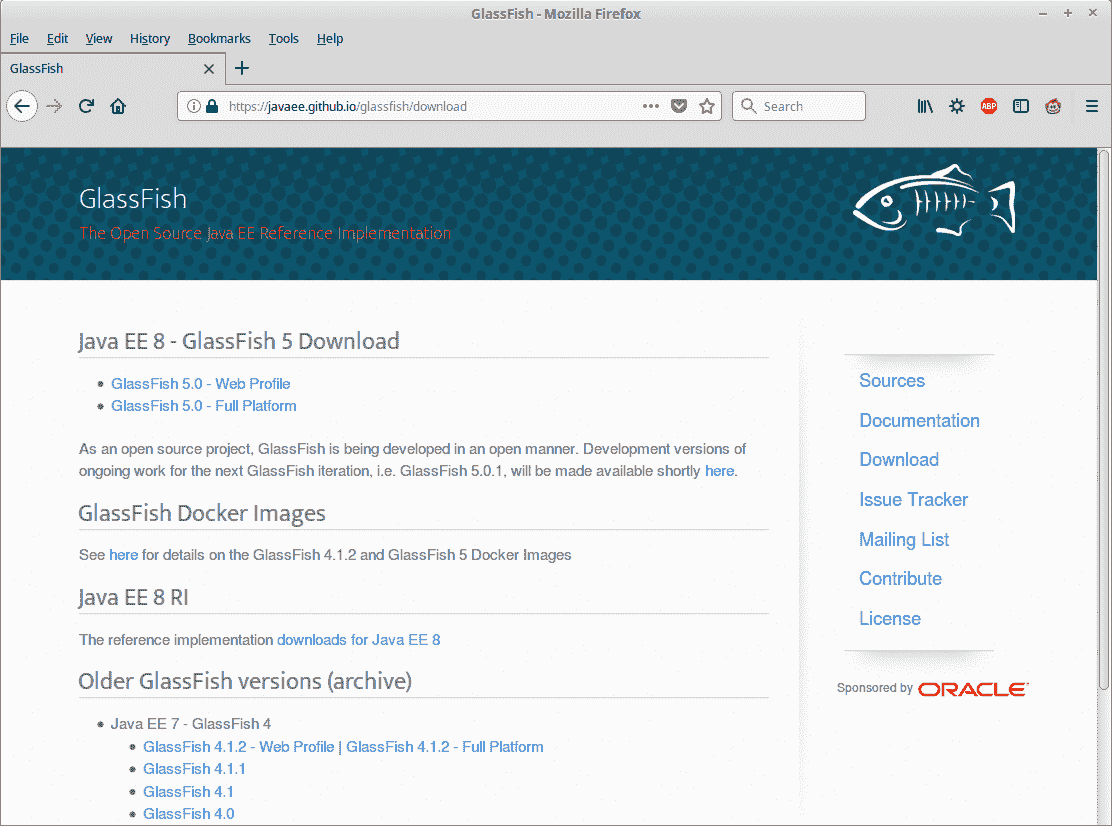 GlassFish - Mozilla Firefox
File Edit View History Bookmarks Tools Help
GlassFish
https://javaee.github.io/glassfish/download
Search
ABP
GlassFish
The Open Source Java EE Reference Implementation
Java EE 8 - GlassFish 5 Download
GlassFish 5.0 - Web Profile
GlassFish 5.0 - Full Platform
As an open source project, GlassFish is being developed in an open manner. Development versions of
ongoing work for the next GlassFish iteration, i.e. GlassFish 5.0.1, will be made available shortly here.
GlassFish Docker Images
See here for details on the GlassFish 4.1.2 and GlassFish 5 Docker Images
Java EE 8 RI
The reference implementation downloads for Java EE 8
Older GlassFish versions (archive)
Java EE 7 - GlassFish 4
GlassFish 4.1.2 - Web Profile | GlassFish 4.1.2 - Full Platform
GlassFish 4.1.1
GlassFish 4.1
GlassFish 4.0
Sources
Documentation
Download
Issue Tracker
Mailing List
Contribute
License
Sponsored by ORACLE